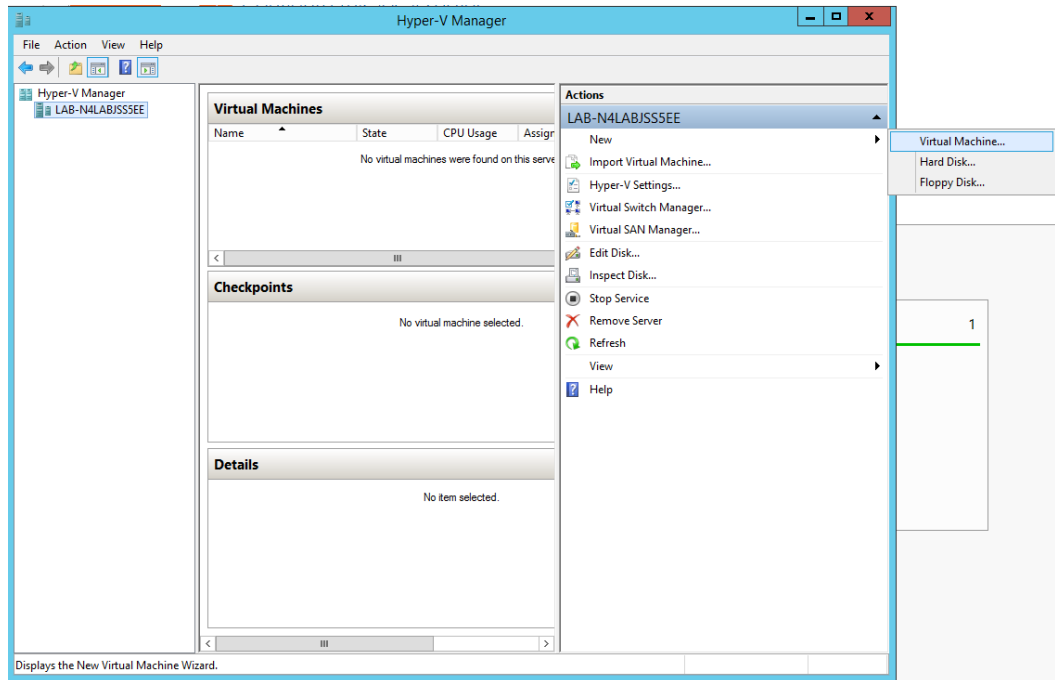 Hyper-V Manager
File Action View Help
Hyper-V Manager
LAB-N4LABJSS5EE
Virtual Machines
Name State CPU Usage Assigr
No virtual machines were found on this serve
Checkpoints
No virtual machine selected.
Details
No item selected.
Actions
LAB-N4LABJSS5EE
New
Import Virtual Machine...
Hyper-V Settings...
Virtual Switch Manager...
Virtual SAN Manager...
Edit Disk...
Inspect Disk...
Stop Service
Remove Server
Refresh
View
Help
Virtual Machine...
Hard Disk...
Floppy Disk...
1
Displays the New Virtual Machine Wizard.